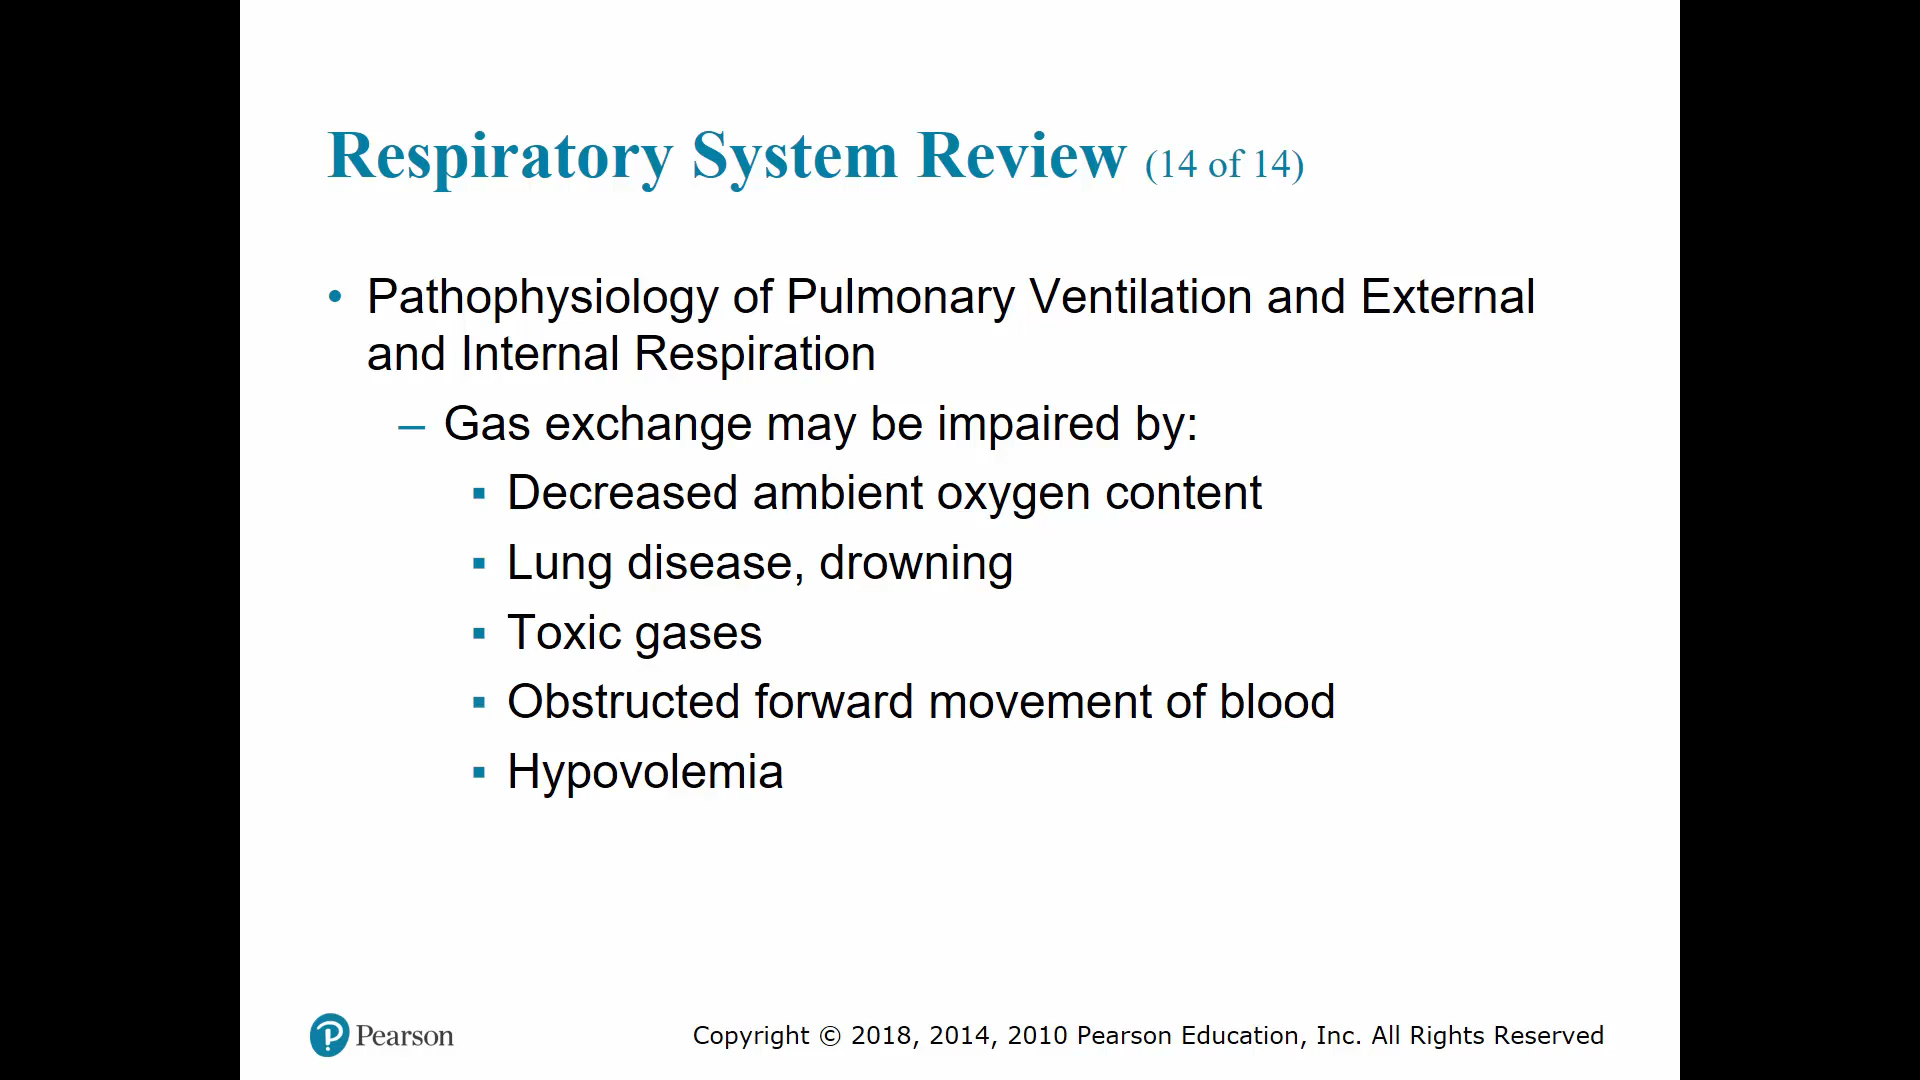 Respiratory System Review (14 of 14)
• Pathophysiology of Pulmonary Ventilation and External
and Internal Respiration
– Gas exchange may be impaired by:
▪ Decreased ambient oxygen content
▪ Lung disease, drowning
▪ Toxic gases
▪ Obstructed forward movement of blood
▪ Hypovolemia
P Pearson
Copyright © 2018, 2014, 2010 Pearson Education, Inc. All Rights Reserved